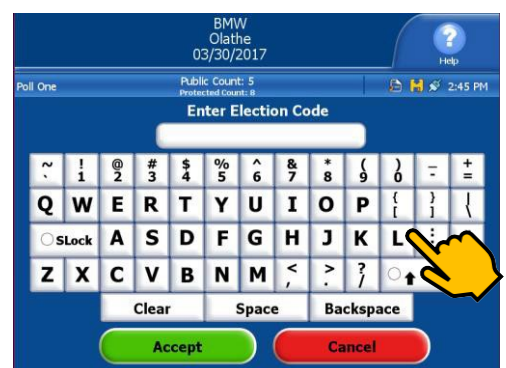 BMW
Olathe
03/30/2017
Help
Poll One
Public Count: 5
Protected Count: 8
2:45 PM
Enter Election Code
~ ! @ # $ % ^ & * ( ) _ +
` 1 2 3 4 5 6 7 8 9 0 - =
Q W E R T Y U I O P { } |
[ ] \
SLock A S D F G H J K L :
Z X C V B N M < > ?
, . /
Clear Space Backspace
Accept Cancel